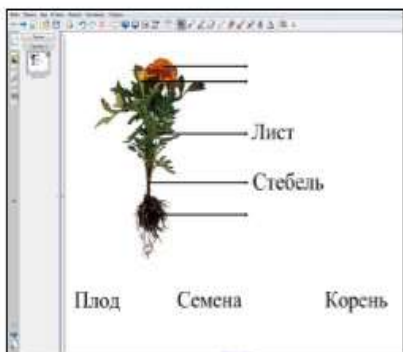 Лист
Стебель
Плод Семена Корень